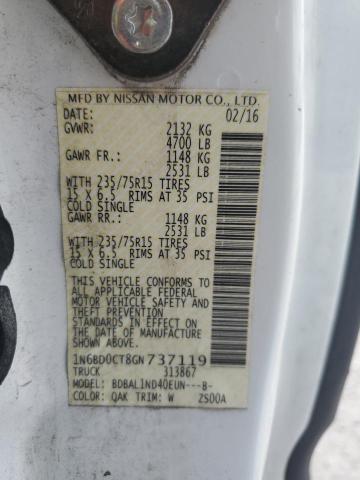 MFD BY NISSAN MOTOR CO., LTD.
DATE: 02/16
GVWR: 2132 KG
4700 LB
GAWR FR.: 1148 KG
2531 LB
WITH 235/75R15 TIRES
15 X 6.5 RIMS AT 35 PSI
COLD SINGLE
GAWR RR.: 1148 KG
2531 LB
WITH 235/75R15 TIRES
15 X 6.5 RIMS AT 35 PSI
COLD SINGLE
THIS VEHICLE CONFORMS TO
ALL APPLICABLE FEDERAL
MOTOR VEHICLE SAFETY AND
THEFT PREVENTION
STANDARDS IN EFFECT ON
THE DATE OF MANUFACTURE
SHOWN ABOVE.
1N6BD0CT8GN737119
TRUCK 313867
MODEL: BDBAL1ND40EUN---B-
COLOR: QAK TRIM: W ZS00A